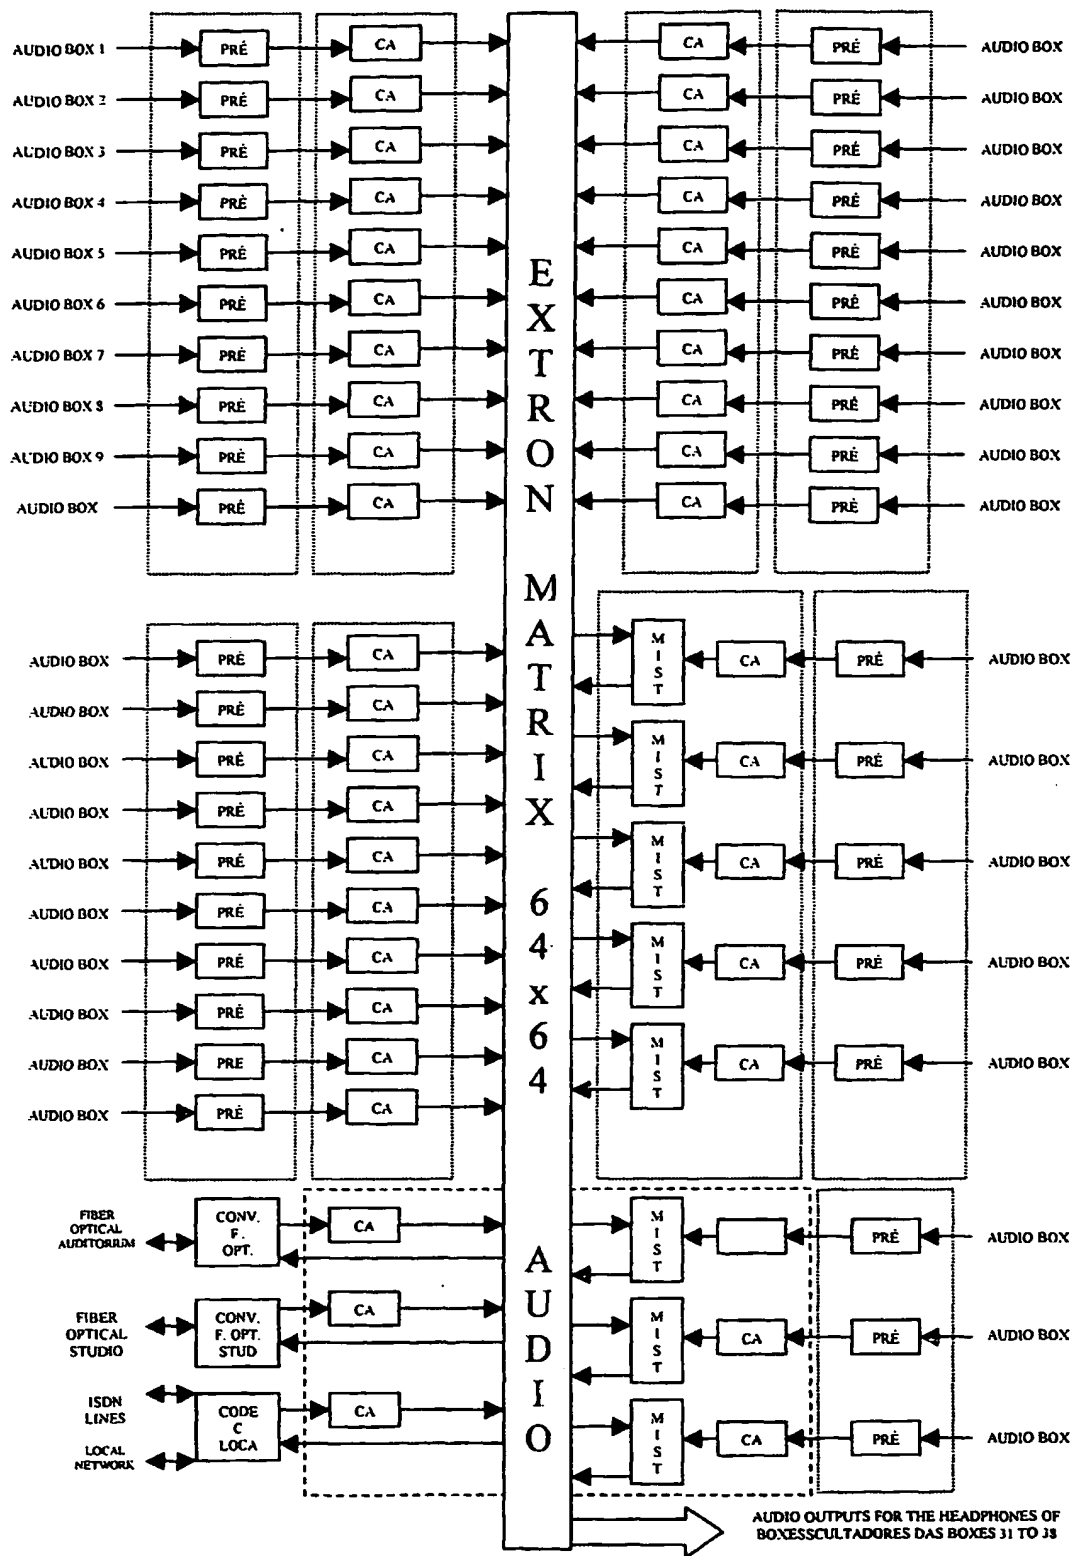 AUDIO BOX 1 PRÉ CA CA PRÉ AUDIO BOX
AUDIO BOX 2 PRÉ CA CA PRÉ AUDIO BOX
AUDIO BOX 3 PRÉ CA CA PRÉ AUDIO BOX
AUDIO BOX 4 PRÉ CA CA PRÉ AUDIO BOX
AUDIO BOX 5 PRÉ CA CA PRÉ AUDIO BOX
AUDIO BOX 6 PRÉ CA CA PRÉ AUDIO BOX
AUDIO BOX 7 PRÉ CA CA PRÉ AUDIO BOX
AUDIO BOX 8 PRÉ CA CA PRÉ AUDIO BOX
AUDIO BOX 9 PRÉ CA CA PRÉ AUDIO BOX
AUDIO BOX PRÉ CA CA PRÉ AUDIO BOX
EXTRON MATRIX 64x64 AUDIO
AUDIO BOX PRÉ CA
AUDIO BOX PRÉ CA
AUDIO BOX PRÉ CA
AUDIO BOX PRÉ CA
AUDIO BOX PRÉ CA
AUDIO BOX PRÉ CA
AUDIO BOX PRÉ CA
AUDIO BOX PRÉ CA
AUDIO BOX PRE CA
AUDIO BOX PRÉ CA
MIST CA PRÉ AUDIO BOX
MIST CA PRÉ AUDIO BOX
MIST CA PRÉ AUDIO BOX
MIST CA PRÉ AUDIO BOX
MIST CA PRÉ AUDIO BOX
FIBER
OPTICAL
AUDITORIUM
CONV.
F.
OPT.
CA
MIST PRÉ AUDIO BOX
FIBER
OPTICAL
STUDIO
CONV.
F. OPT.
STUD
CA
MIST CA PRÉ AUDIO BOX
ISDN
LINES
LOCAL
NETWORK
CODE
C
LOCA
CA
MIST CA PRÉ AUDIO BOX
AUDIO OUTPUTS FOR THE HEADPHONES OF
BOXESSCULTADORES DAS BOXES 31 TO 38